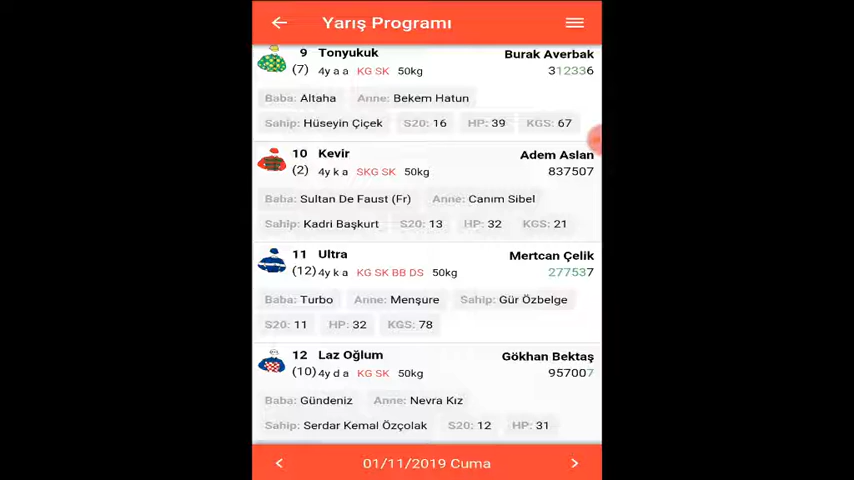 Yarış Programı
9 Tonyukuk Burak Averbak
(7) 4y a a KG SK 50kg 312336
Baba: Altaha Anne: Bekem Hatun
Sahip: Hüseyin Çiçek S20: 16 HP: 39 KGS: 67
10 Kevir Adem Aslan
(2) 4y k a SKG SK 50kg 837507
Baba: Sultan De Faust (Fr) Anne: Canım Sibel
Sahip: Kadri Başkurt S20: 13 HP: 32 KGS: 21
11 Ultra Mertcan Çelik
(12) 4y k a KG SK BB DS 50kg 277537
Baba: Turbo Anne: Menşure Sahip: Gür Özbelge
S20: 11 HP: 32 KGS: 78
12 Laz Oğlum Gökhan Bektaş
(10) 4y d a KG SK 50kg 957007
Baba: Gündeniz Anne: Nevra Kız
Sahip: Serdar Kemal Özçolak S20: 12 HP: 31
01/11/2019 Cuma